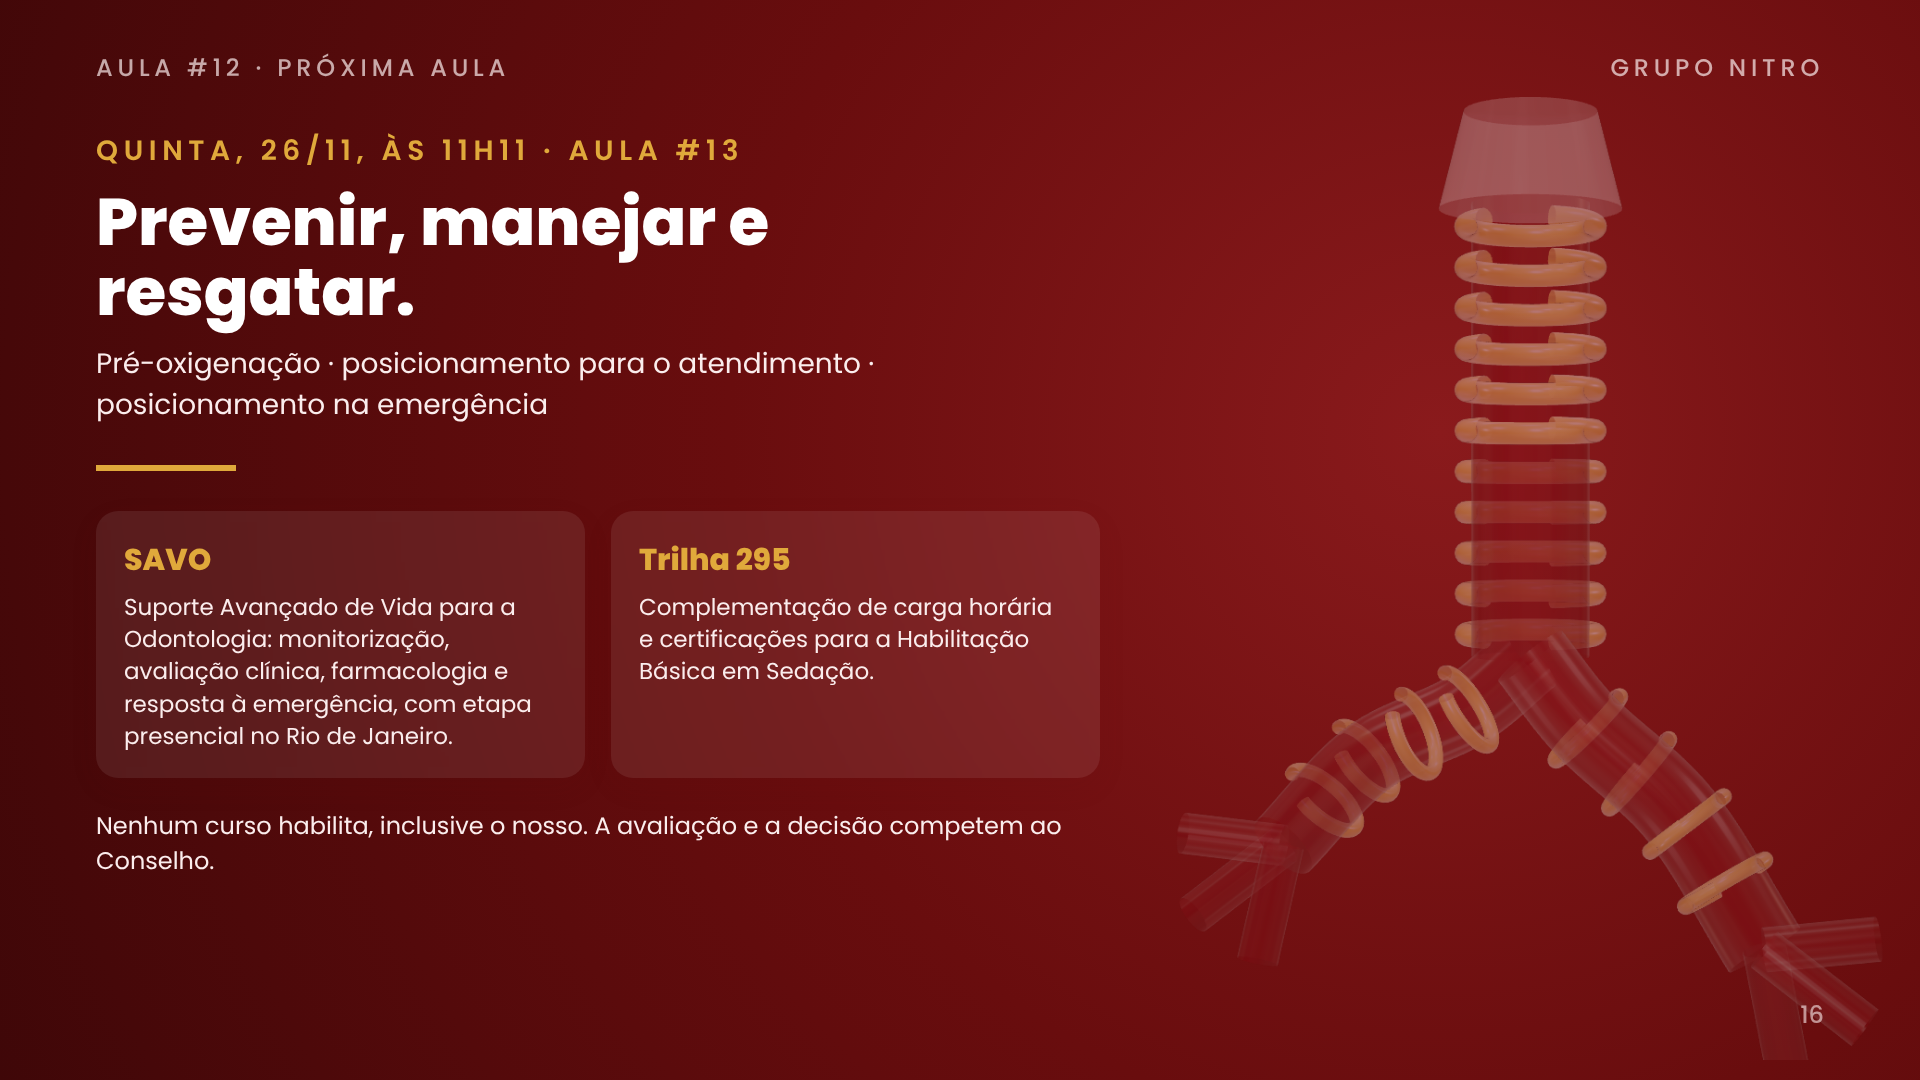 AULA #12 · PRÓXIMA AULA
GRUPO NITRO
QUINTA, 26/11, ÀS 11H11 · AULA #13
Prevenir, manejar e
resgatar.
Pré-oxigenação · posicionamento para o atendimento ·
posicionamento na emergência
SAVO
Suporte Avançado de Vida para a
Odontologia: monitorização,
avaliação clínica, farmacologia e
resposta à emergência, com etapa
presencial no Rio de Janeiro.
Trilha 295
Complementação de carga horária
e certificações para a Habilitação
Básica em Sedação.
Nenhum curso habilita, inclusive o nosso. A avaliação e a decisão competem ao
Conselho.
16